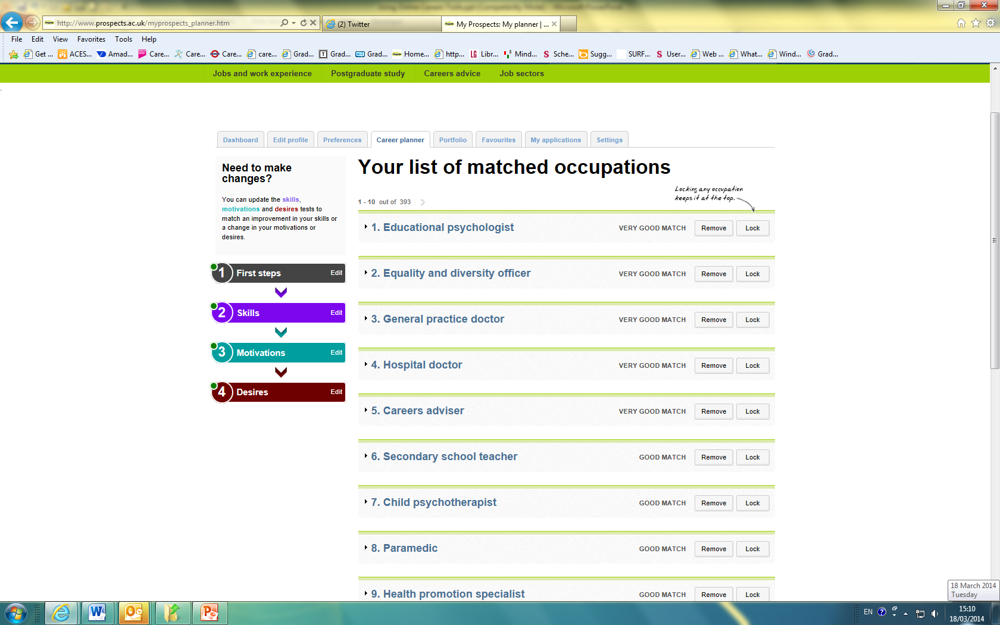 http://www.prospects.ac.uk/myprospects_planner.htm
(2) Twitter
My Prospects: My planner | ...
File Edit View Favorites Tools Help
Get ... ACES... Amad... Care... Care... Care... care... Grad... Grad... Grad... Home... http... Libr... Mind... Sche... Sugg... SURF... User... Web ... What... Wind... Grad...
Jobs and work experience Postgraduate study Careers advice Job sectors
Dashboard Edit profile Preferences Career planner Portfolio Favourites My applications Settings
Need to make
changes?
You can update the skills,
motivations and desires tests to
match an improvement in your skills or
a change in your motivations or
desires.
1 First steps Edit
2 Skills Edit
3 Motivations Edit
4 Desires Edit
Your list of matched occupations
Locking any occupation
keeps it at the top.
1 - 10 out of 393
1. Educational psychologist VERY GOOD MATCH Remove Lock
2. Equality and diversity officer VERY GOOD MATCH Remove Lock
3. General practice doctor VERY GOOD MATCH Remove Lock
4. Hospital doctor VERY GOOD MATCH Remove Lock
5. Careers adviser VERY GOOD MATCH Remove Lock
6. Secondary school teacher GOOD MATCH Remove Lock
7. Child psychotherapist GOOD MATCH Remove Lock
8. Paramedic GOOD MATCH Remove Lock
9. Health promotion specialist GOOD MATCH Remove Lock
18 March 2014
Tuesday
EN
15:10
18/03/2014